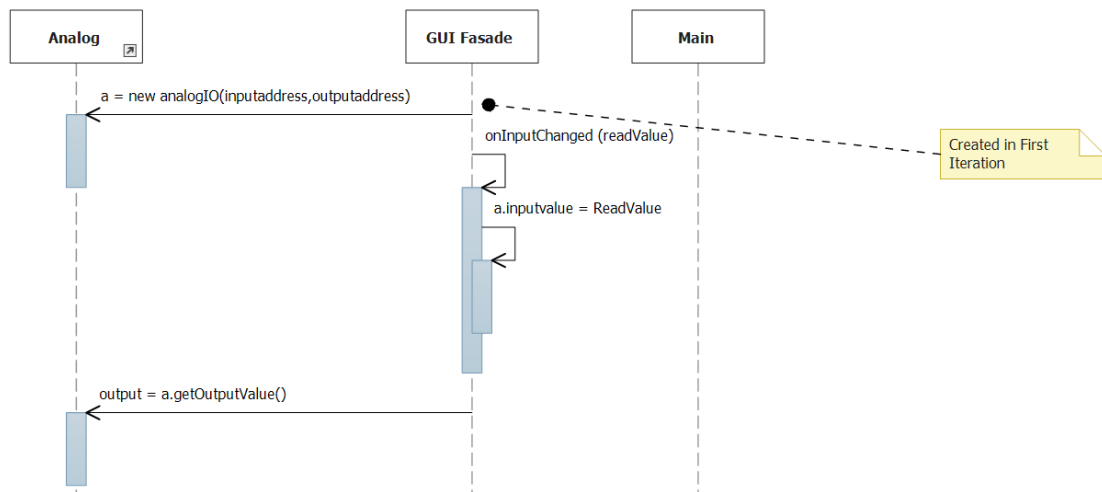 Analog
GUI Fasade
Main
a = new analogIO(inputaddress,outputaddress)
onInputChanged (readValue)
Created in First
Iteration
a.inputvalue = ReadValue
output = a.getOutputValue()